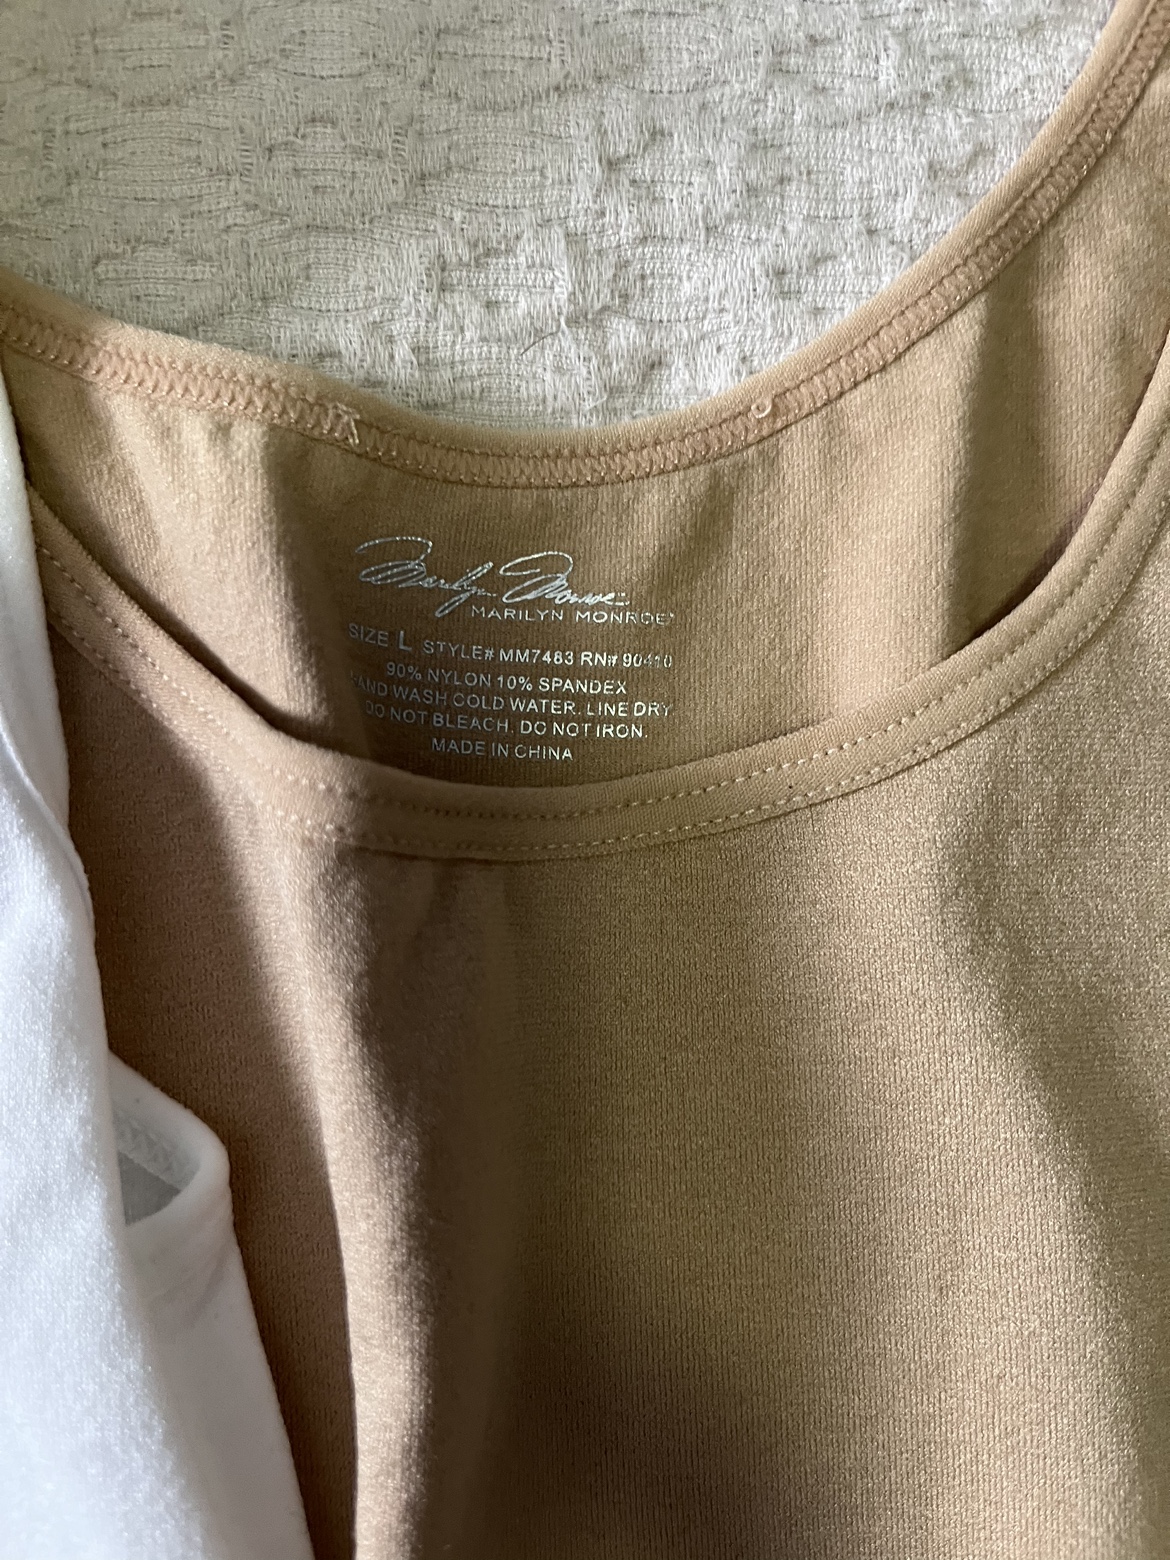 Marilyn Monroe
MARILYN MONROE
SIZE L STYLE# MM7463 RN# 90410
90% NYLON 10% SPANDEX
AND WASH COLD WATER. LINE DRY
DO NOT BLEACH. DO NOT IRON.
MADE IN CHINA